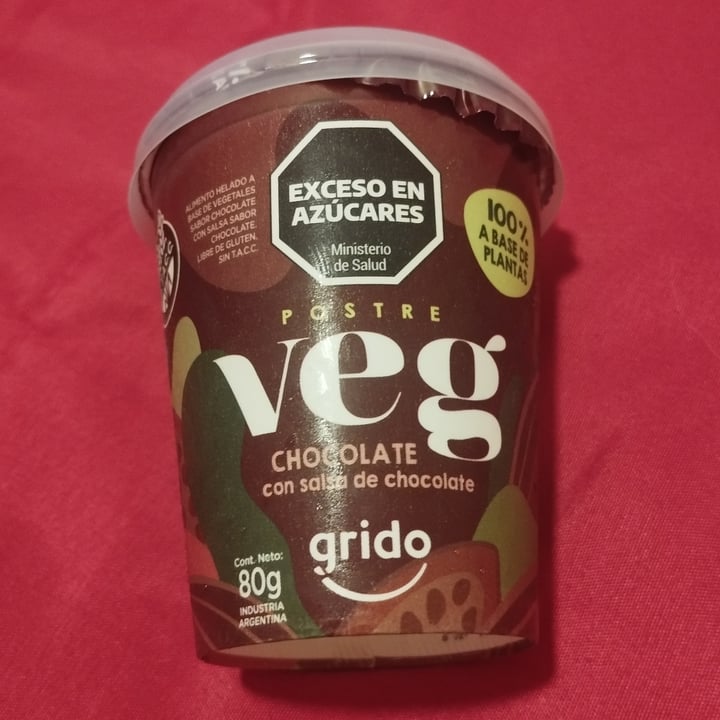 EXCESO EN
AZÚCARES
Ministerio
de Salud
ALIMENTO HELADO A
BASE DE VEGETALES
SABOR CHOCOLATE
CON SALSA SABOR
CHOCOLATE.
LIBRE DE GLUTEN.
SIN T.A.C.C.
100%
A BASE DE
PLANTAS
POSTRE
veg
CHOCOLATE
con salsa de chocolate
grido
Cont. Neto:
80g
INDUSTRIA
ARGENTINA